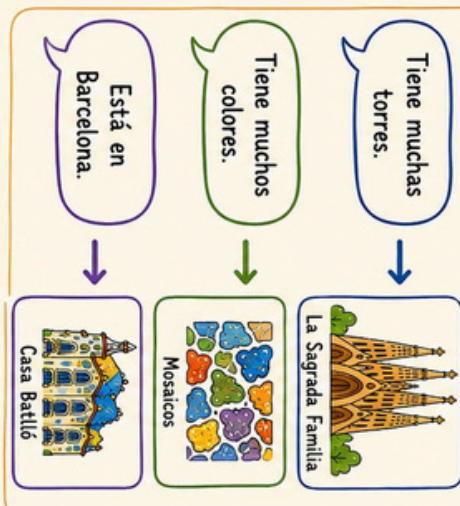 Tiene muchas
torres.
La Sagrada Familia
Tiene muchos
colores.
Mosaicos
Está en
Barcelona.
Casa Batlló